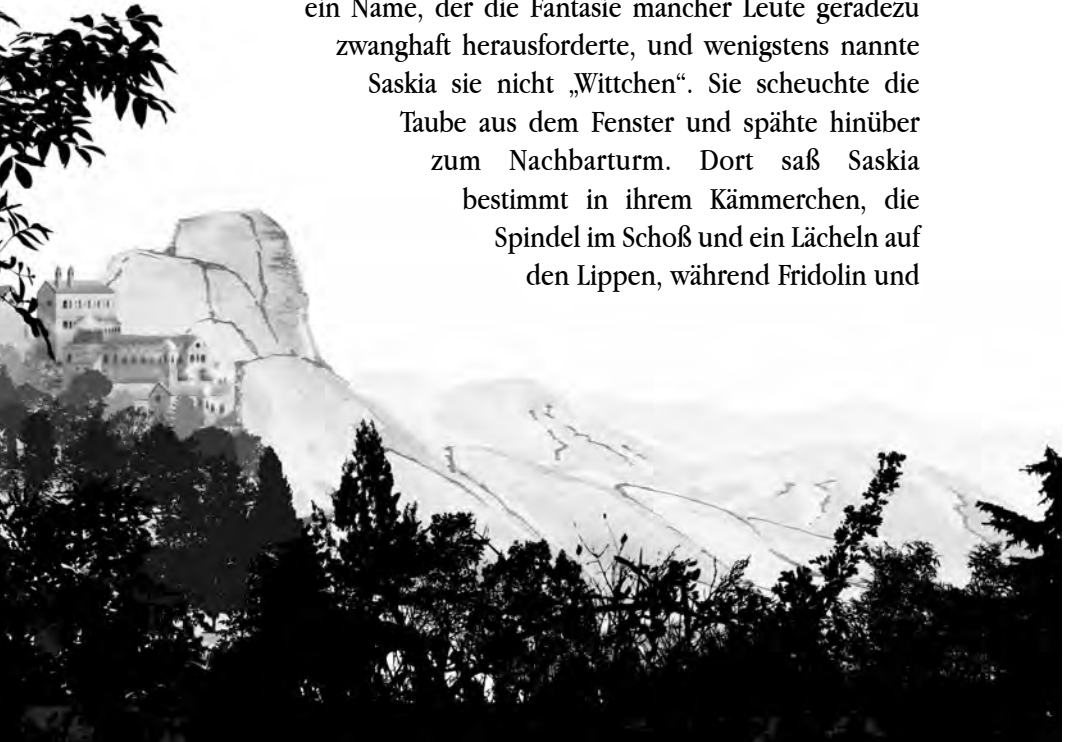 ein Name, der die Fantasie mancher Leute geradezu
zwanghaft herausforderte, und wenigstens nannte
Saskia sie nicht „Wittchen“. Sie scheuchte die
Taube aus dem Fenster und spähte hinüber
zum Nachbarturm. Dort saß Saskia
bestimmt in ihrem Kämmerchen, die
Spindel im Schoß und ein Lächeln auf
den Lippen, während Fridolin und